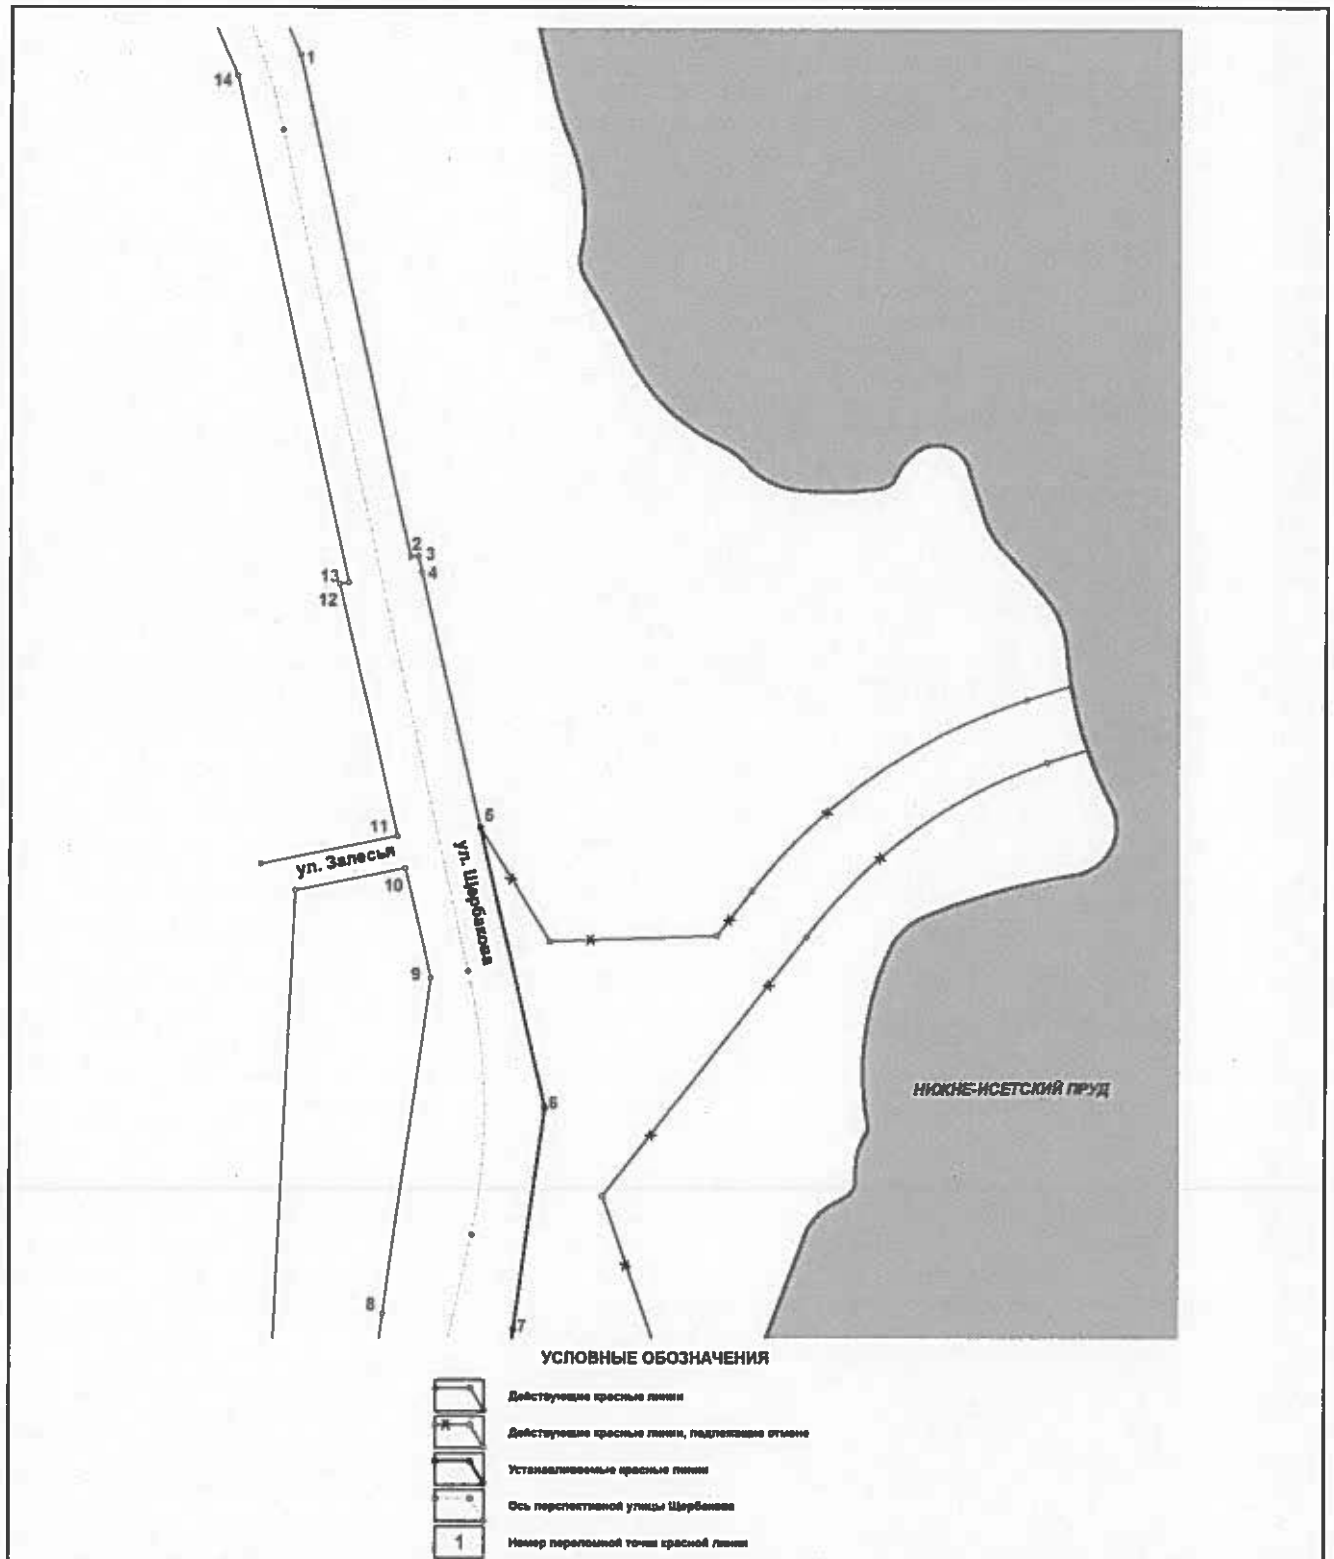 1
14
2
3
4
13
12
5
11
ул. Залесья
ул. Щербакова
10
9
НИЖНЕ-ИСЕТСКИЙ ПРУД
6
8
7
УСЛОВНЫЕ ОБОЗНАЧЕНИЯ
Действующие красные линии
Действующие красные линии, подлежащие отмене
Устанавливаемые красные линии
Ось перспективной улицы Щербакова
1
Номер переломной точки красной линии